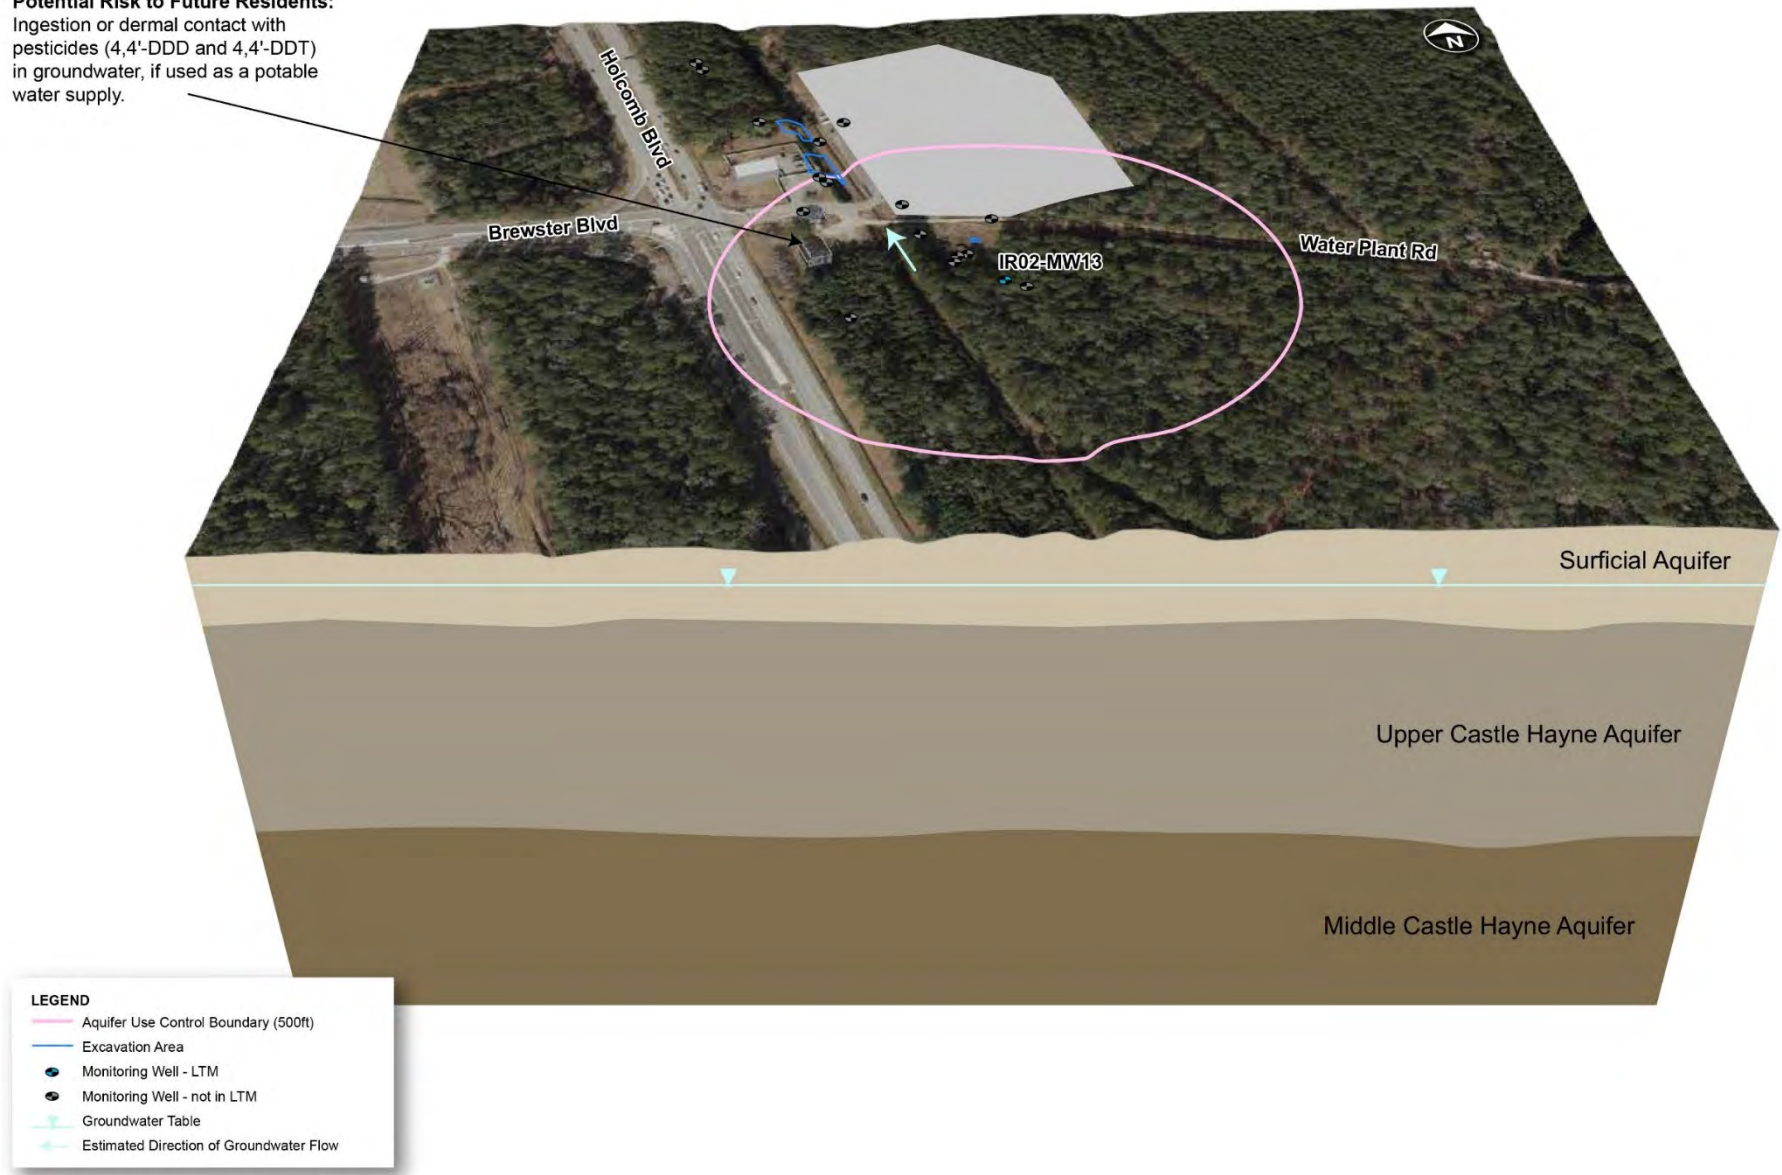 Potential Risk to Future Residents:
Ingestion or dermal contact with
pesticides (4,4'-DDD and 4,4'-DDT)
in groundwater, if used as a potable
water supply.
N
Holcomb Blvd
Brewster Blvd
Water Plant Rd
IR02-MW13
Surficial Aquifer
Upper Castle Hayne Aquifer
Middle Castle Hayne Aquifer
LEGEND
Aquifer Use Control Boundary (500ft)
Excavation Area
Monitoring Well - LTM
Monitoring Well - not in LTM
Groundwater Table
Estimated Direction of Groundwater Flow